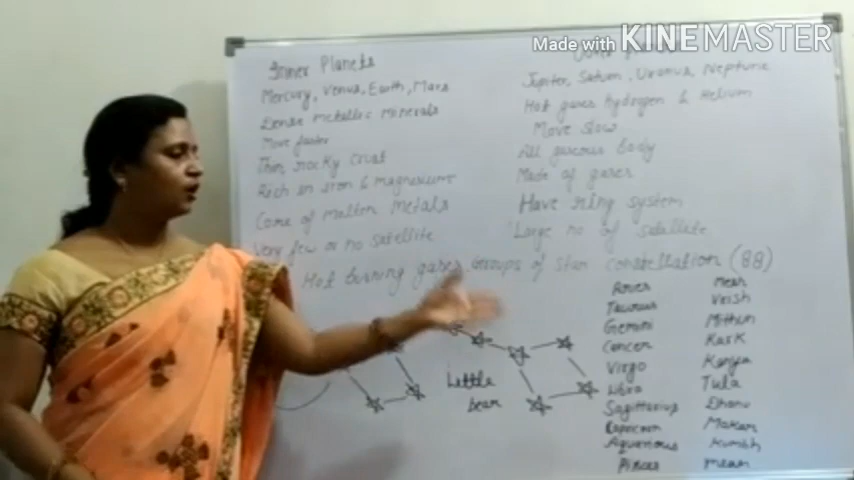 Made with KINEMASTER
Inner Planets
Mercury, Venus, Earth, Mars
Dense metallic minerals
Move faster
Thin, rocky crust
Rich in iron & magnesium
Core of molten metals
Very few or no satellite
Jupiter, Saturn, Uranus, Neptune
Hot gases hydrogen & Helium
Move slow
All gaseous body
Made of gases
Have ring system
Large no of satellite
Hot burning gases Groups of star constellation (88)
Little
bear
Aries Mesh
Taurus Vrish
Gemini Mithun
Cancer Kark
Virgo Kanya
Libra Tula
Sagittarius Dhanu
Capricorn Makar
Kumbh
Pisces Mean